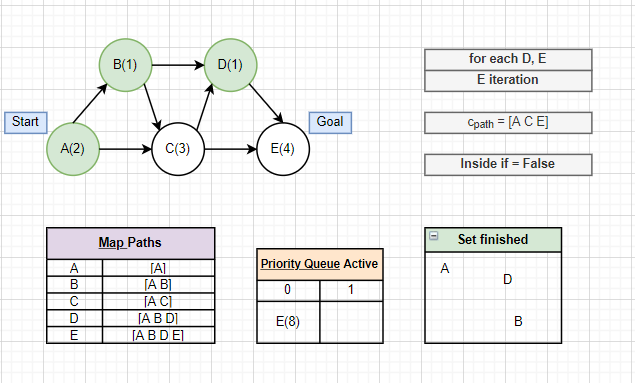 B(1)
D(1)
for each D, E
E iteration
Start
Goal
cpath = [A C E]
A(2)
C(3)
E(4)
Inside if = False
Map Paths
A [A]
B [A B]
C [A C]
D [A B D]
E [A B D E]
Priority Queue Active
0 1
E(8)
Set finished
A
D
B